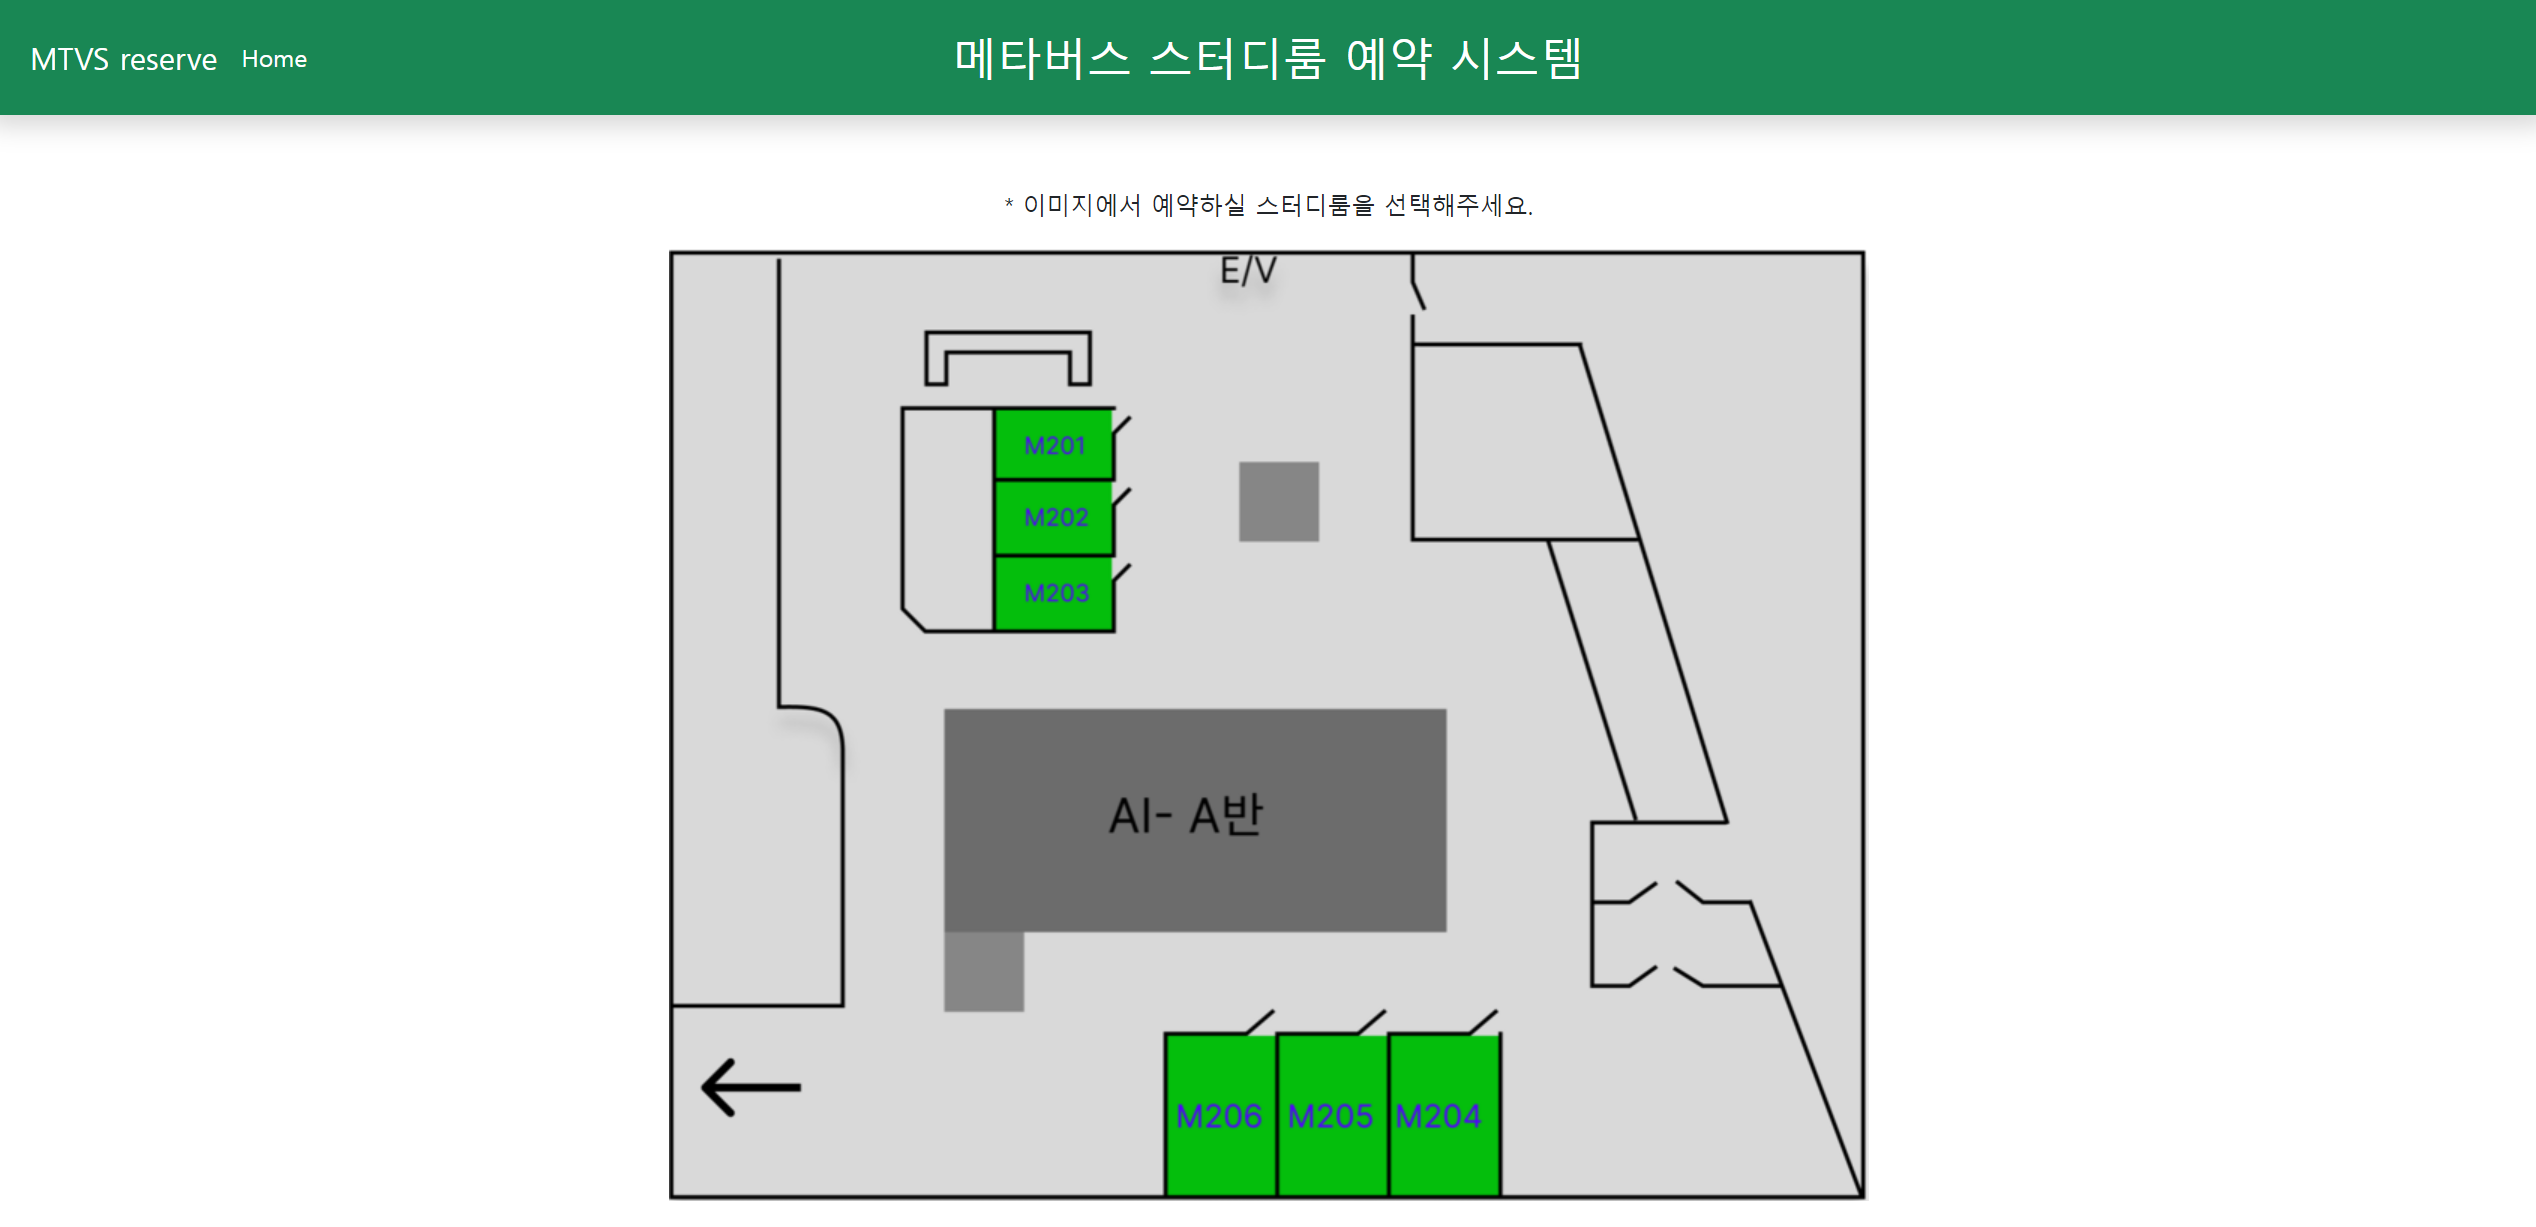 MTVS reserve Home
메타버스 스터디룸 예약 시스템
* 이미지에서 예약하실 스터디룸을 선택해주세요.
E/V
M201
M202
M203
AI- A반
M206 M205 M204